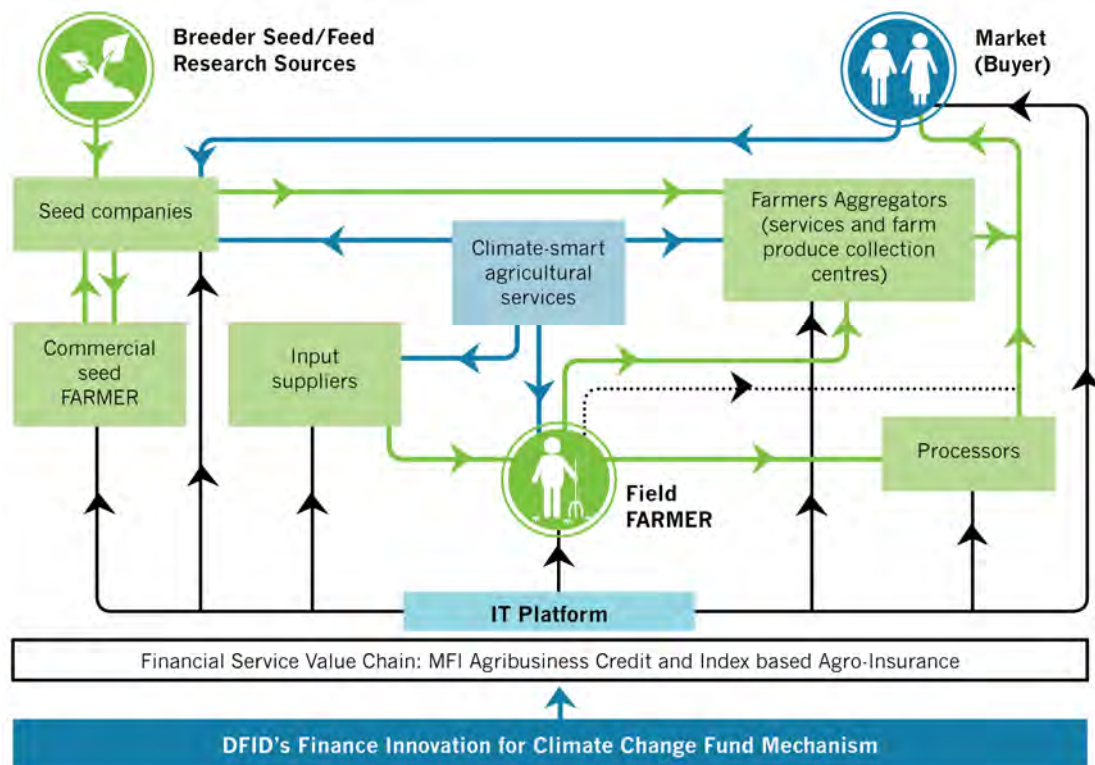 Breeder Seed/Feed
Research Sources
Market
(Buyer)
Seed companies
Climate-smart
agricultural
services
Farmers Aggregators
(services and farm
produce collection
centres)
Commercial
seed
FARMER
Input
suppliers
Processors
Field
FARMER
IT Platform
Financial Service Value Chain: MFI Agribusiness Credit and Index based Agro-Insurance
DFID's Finance Innovation for Climate Change Fund Mechanism